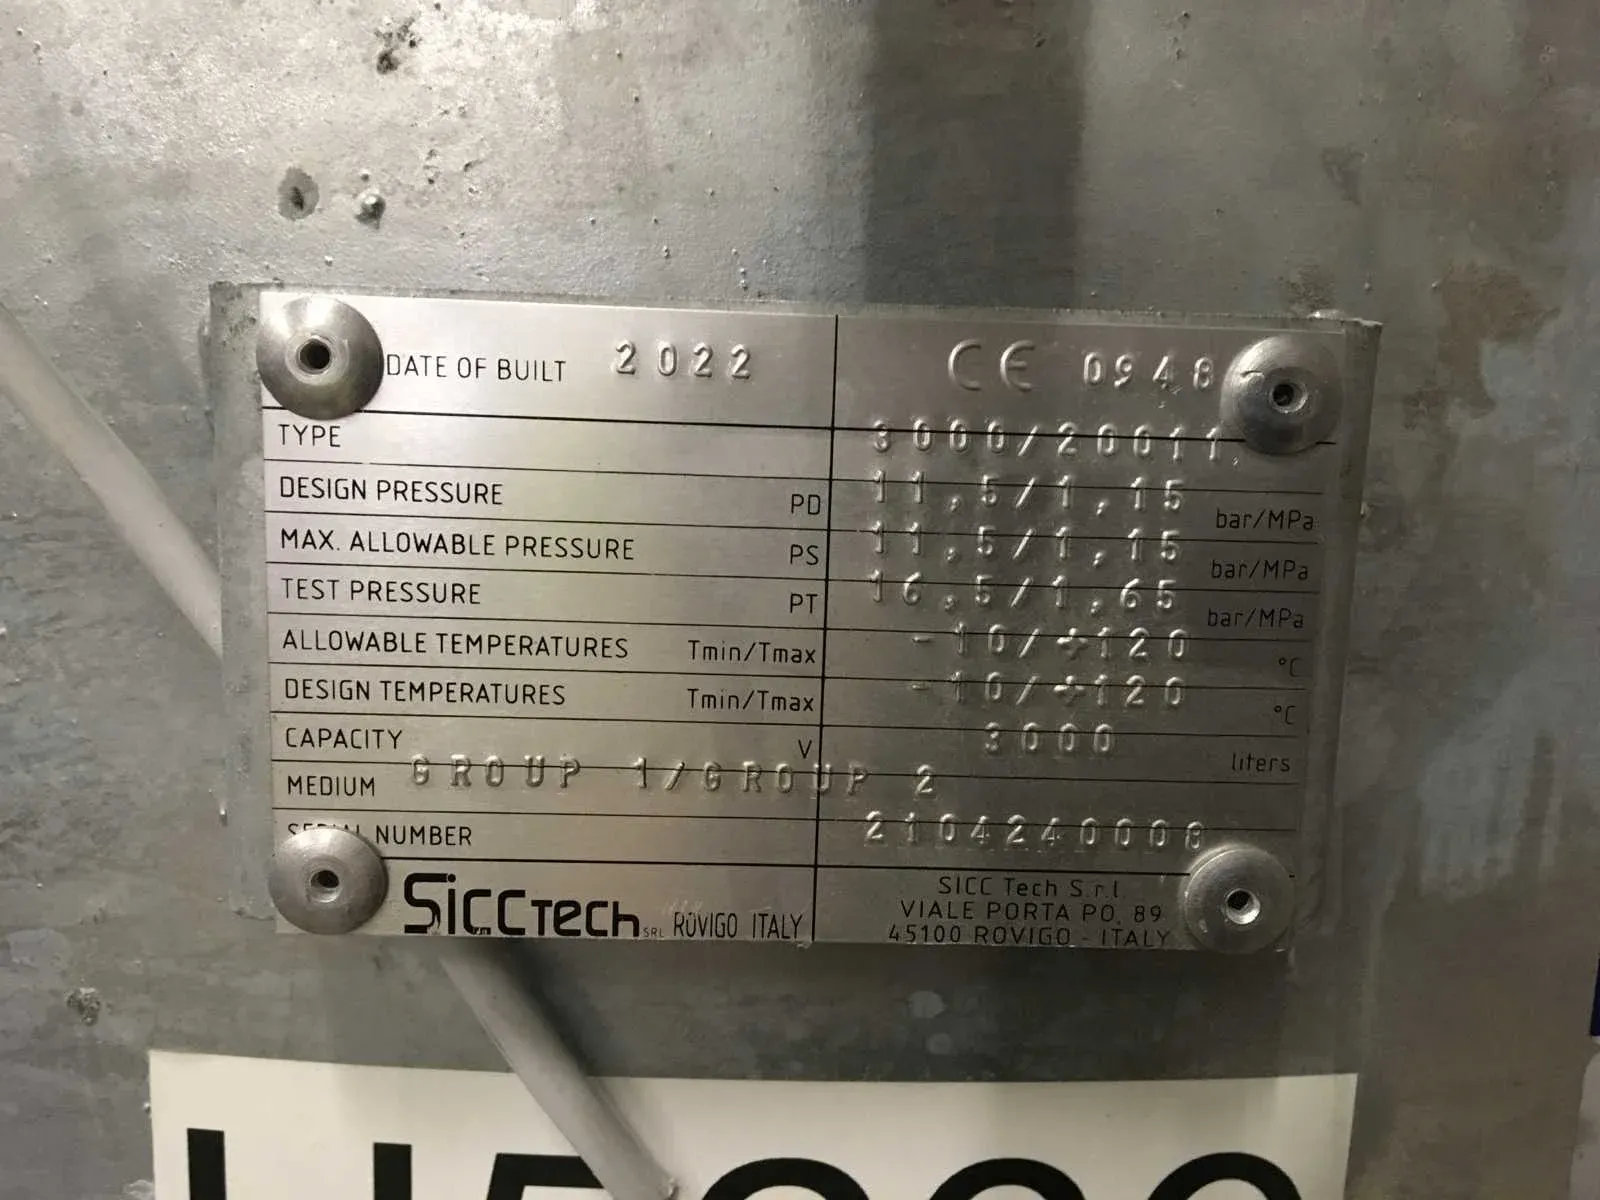 DATE OF BUILT 2022 CE 0948
TYPE 3000/20011.
DESIGN PRESSURE PD 11,5/1,15 bar/MPa
MAX. ALLOWABLE PRESSURE PS 11,5/1,15 bar/MPa
TEST PRESSURE PT 16,5/1,65 bar/MPa
ALLOWABLE TEMPERATURES Tmin/Tmax -10/+120 °C
DESIGN TEMPERATURES Tmin/Tmax -10/+120 °C
CAPACITY V 3000 liters
MEDIUM GROUP 1/GROUP 2
SERIAL NUMBER 2104240008
SICCTECH SRL ROVIGO ITALY
SICC Tech S.r.l.
VIALE PORTA PO, 89
45100 ROVIGO - ITALY